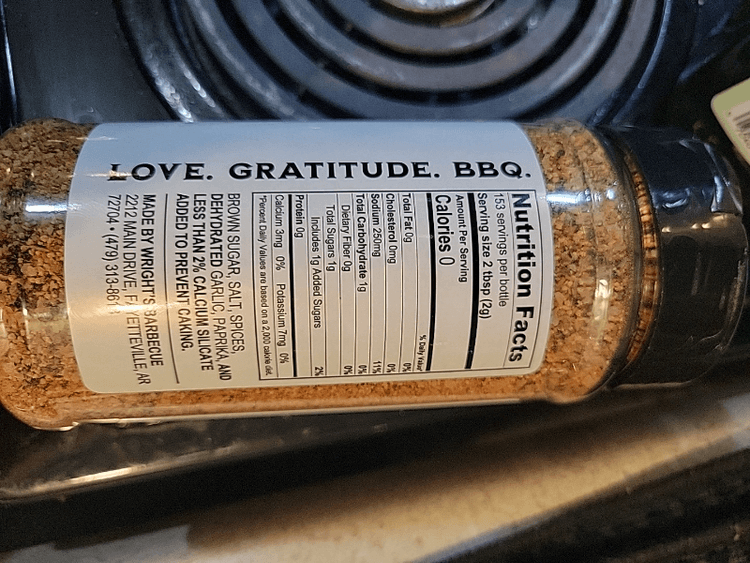 LOVE. GRATITUDE. BBQ.
Nutrition Facts
153 servings per bottle
Serving size 2 tbsp (2g)
Amount Per Serving
Calories 0
% Daily Value*
Total Fat 0g 0%
Cholesterol 0mg 0%
Sodium 250mg 11%
Total Carbohydrate 1g 0%
Dietary Fiber 0g 0%
Total Sugars 1g
Includes 1g Added Sugars 2%
Protein 0g
Calcium 3mg 0% Potassium 7mg 0%
*Percent Daily Values are based on a 2,000 calorie diet.
BROWN SUGAR, SALT, SPICES,
DEHYDRATED GARLIC, PAPRIKA, AND
LESS THAN 2% CALCIUM SILICATE
ADDED TO PREVENT CAKING.
MADE BY WRIGHT'S BARBECUE
2212 MAIN DRIVE, FAYETTEVILLE, AR
72704 • (479) 313-861